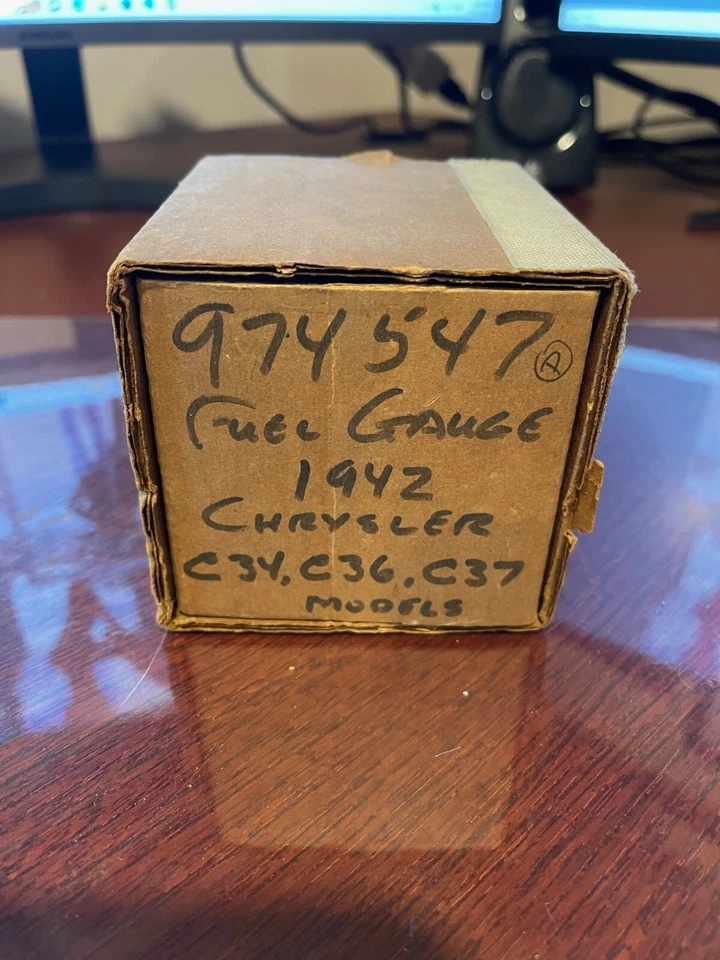 974547 Ⓐ
FUEL GAUGE
1942
CHRYSLER
C34, C36, C37
MODELS